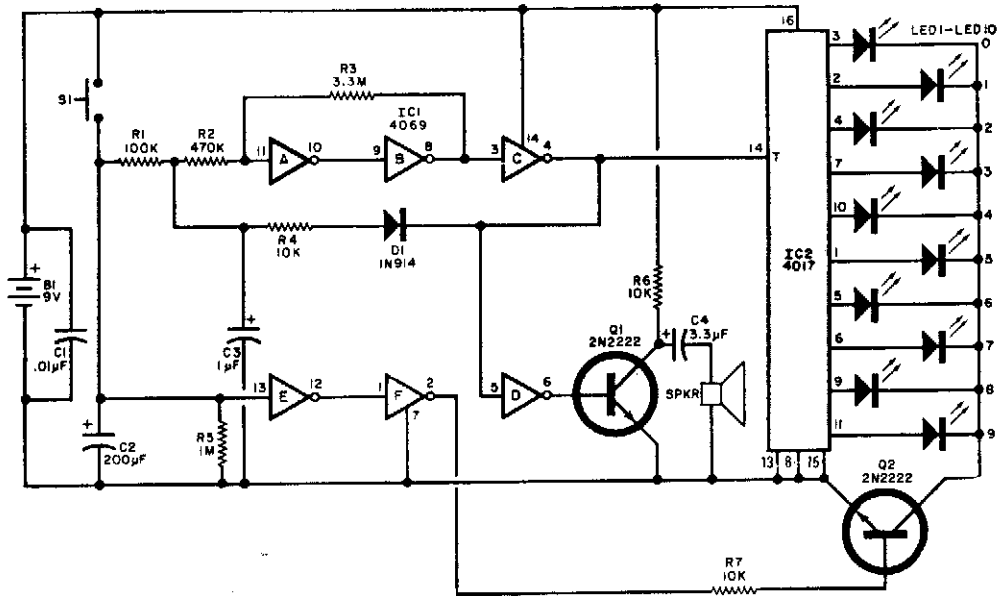 16
3
LED1-LED10
0
S1
R3
3.3M
IC1
4069
R1
100K
R2
470K
11
A
10
9
B
8
3
C
14
4
14
T
2
1
4
2
7
3
10
4
R4
10K
D1
1N914
IC2
4017
1
5
B1
9V
C1
.01µF
C3
1µF
R6
10K
Q1
2N2222
C4
3.3µF
SPKR
5
6
6
7
9
8
11
9
13
E
12
1
F
2
7
5
D
6
C2
200µF
R5
1M
13
8
15
Q2
2N2222
R7
10K
+
+
+
+